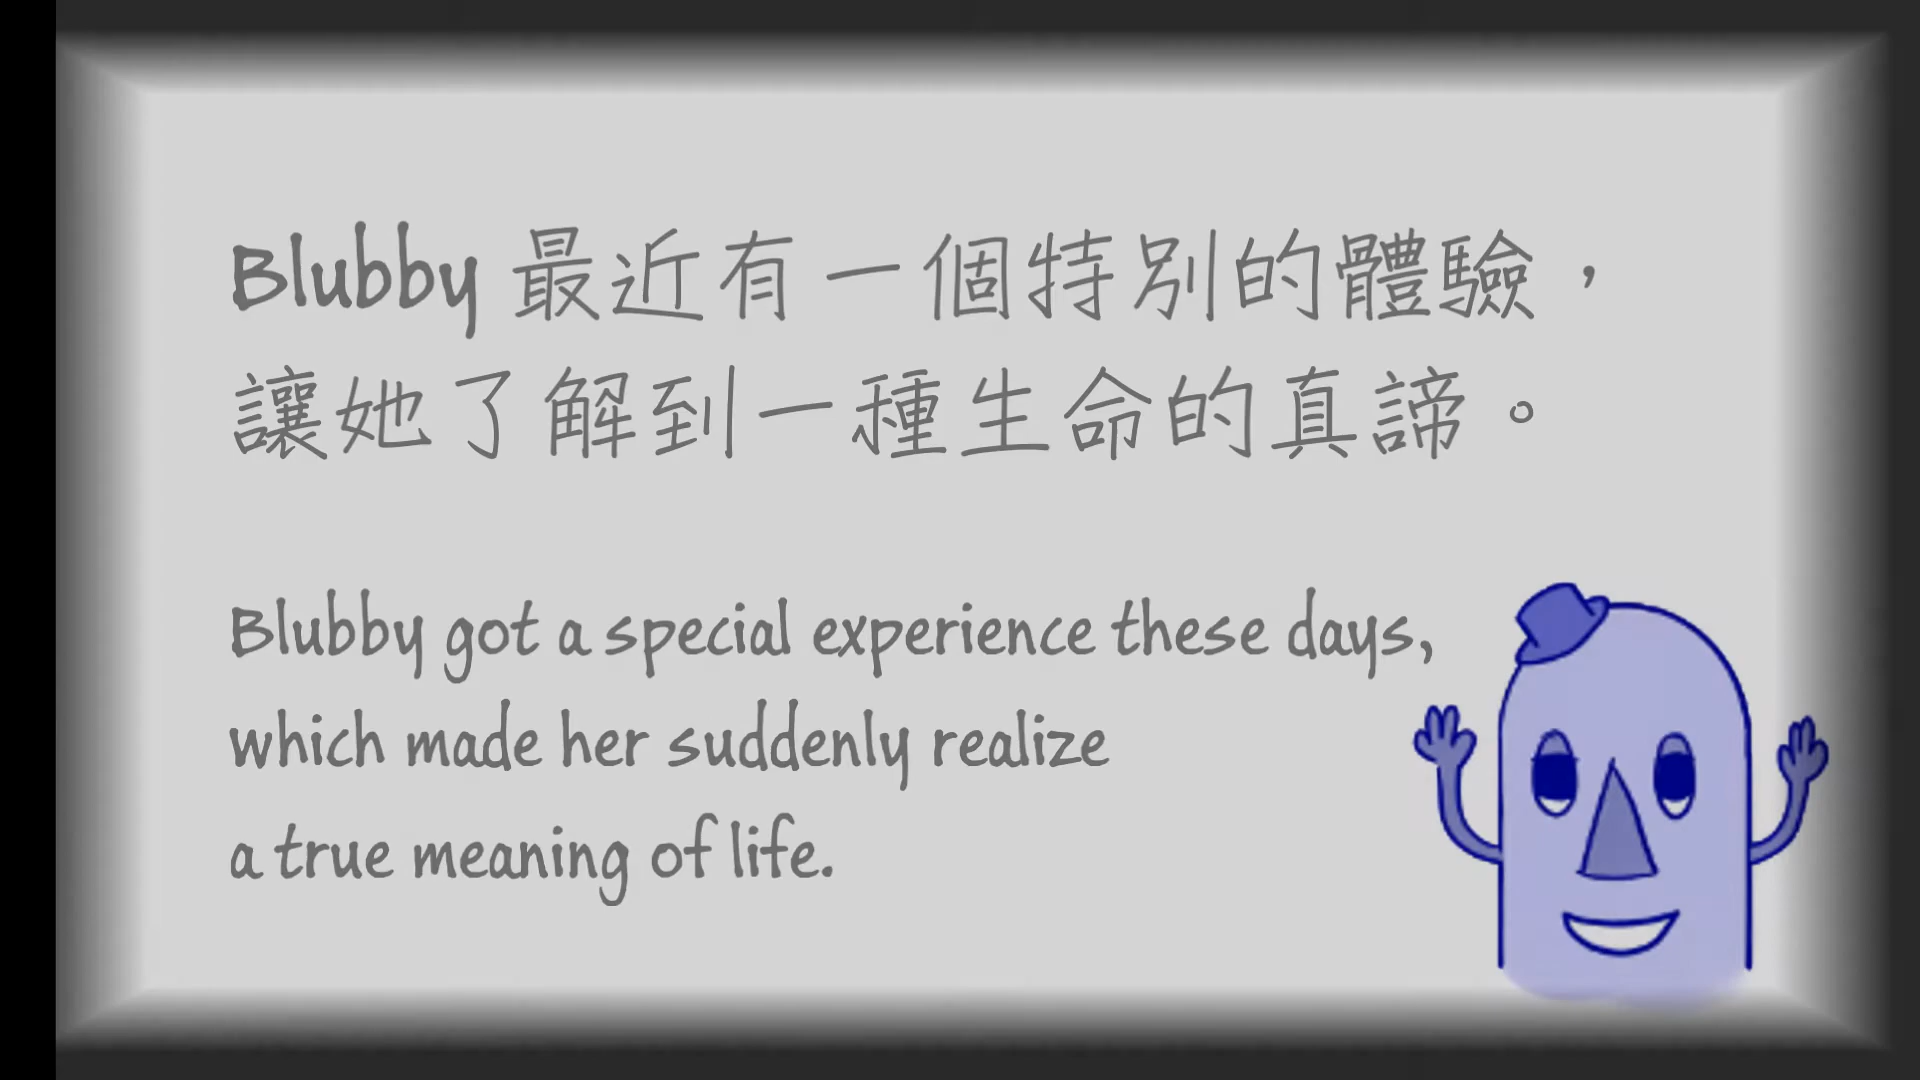 Blubby 最近有一個特別的體驗，
讓她了解到一種生命的真諦。
Blubby got a special experience these days,
which made her suddenly realize
a true meaning of life.